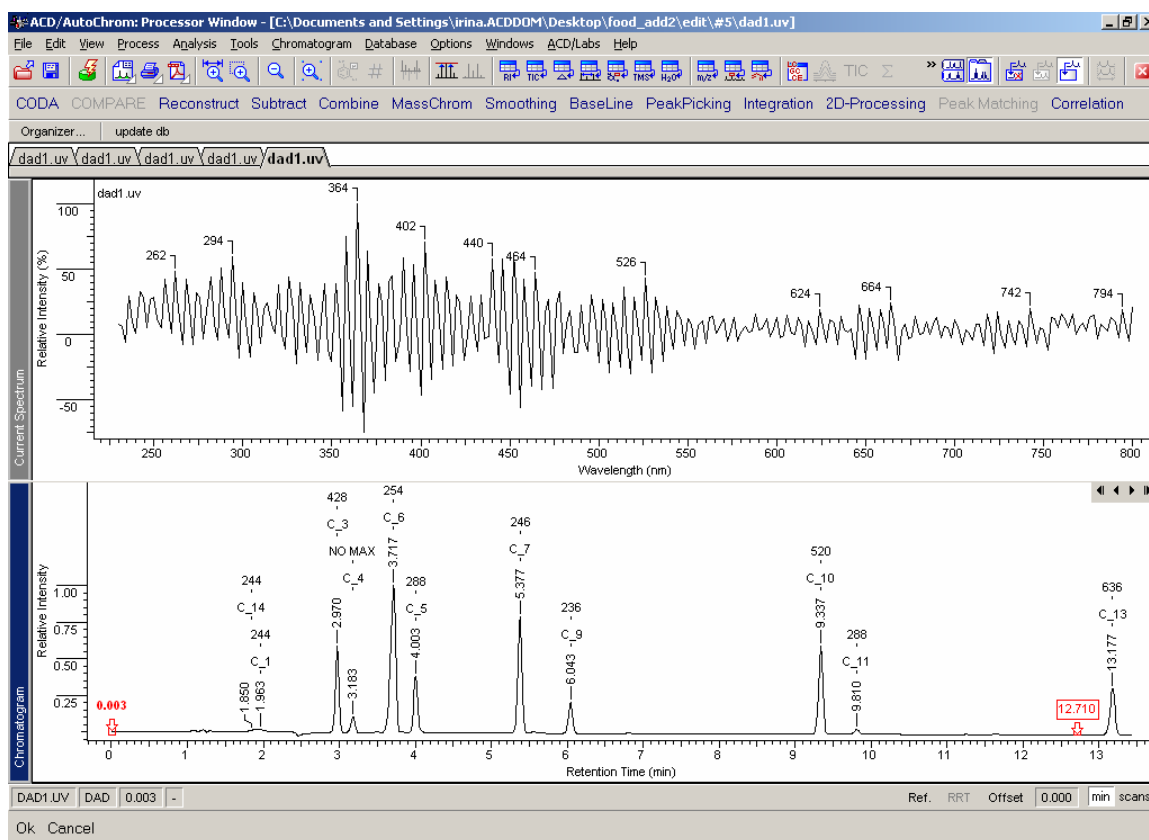 ACD/AutoChrom: Processor Window - [C:\Documents and Settings\irina.ACDDOM\Desktop\food_add2\edit\#5\dad1.uv]
File Edit View Process Analysis Tools Chromatogram Database Options Windows ACD/Labs Help
TIC Σ »
CODA COMPARE Reconstruct Subtract Combine MassChrom Smoothing BaseLine PeakPicking Integration 2D-Processing Peak Matching Correlation
Organizer... update db
dad1.uv dad1.uv dad1.uv dad1.uv dad1.uv
Current Spectrum
Relative Intensity (%)
dad1.uv
100
50
0
-50
262 294 364 402 440 464 526 624 664 742 794
250 300 350 400 450 500 550 600 650 700 750 800
Wavelength (nm)
Chromatogram
Relative Intensity
1.00
0.75
0.50
0.25
0.003
244
C_14
1.850
244
C_1
1.963
428
C_3
2.970
NO MAX
C_4
3.183
254
C_6
3.717
288
C_5
4.003
246
C_7
5.377
236
C_9
6.043
520
C_10
9.337
288
C_11
9.810
12.710
636
C_13
13.177
0 1 2 3 4 5 6 7 8 9 10 11 12 13
Retention Time (min)
DAD1.UV DAD 0.003 - Ref. RRT Offset 0.000 min scans
Ok Cancel